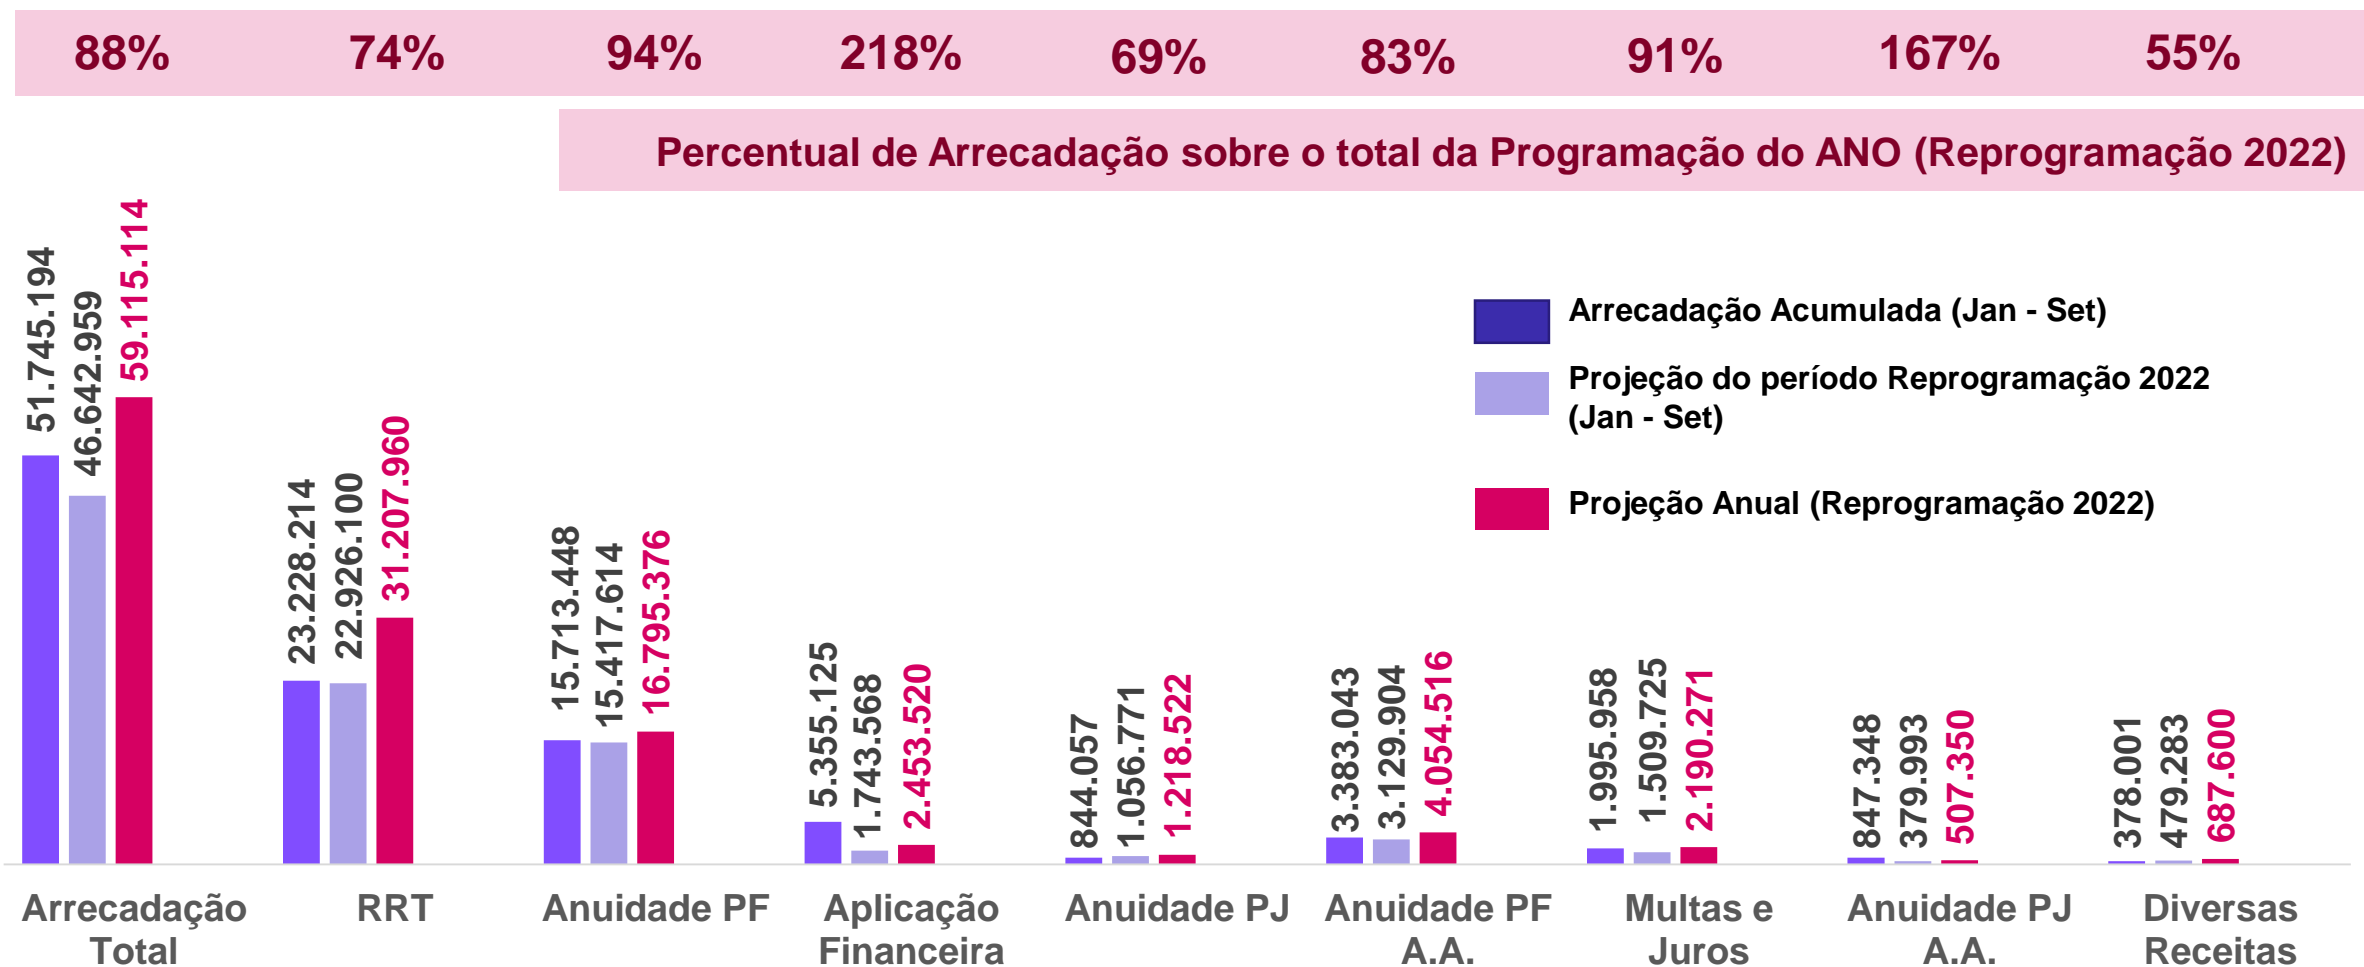 88% 74% 94% 218% 69% 83% 91% 167% 55%
Percentual de Arrecadação sobre o total da Programação do ANO (Reprogramação 2022)
Arrecadação Acumulada (Jan - Set)
Projeção do período Reprogramação 2022
(Jan - Set)
Projeção Anual (Reprogramação 2022)
51.745.194
46.642.959
59.115.114
23.228.214
22.926.100
31.207.960
15.713.448
15.417.614
16.795.376
5.355.125
1.743.568
2.453.520
844.057
1.056.771
1.218.522
3.383.043
3.129.904
4.054.516
1.995.958
1.509.725
2.190.271
847.348
379.993
507.350
378.001
479.283
687.600
Arrecadação
Total
RRT
Anuidade PF
Aplicação
Financeira
Anuidade PJ
Anuidade PF
A.A.
Multas e
Juros
Anuidade PJ
A.A.
Diversas
Receitas